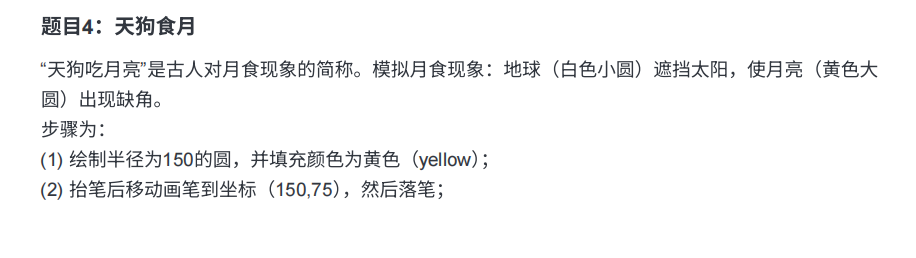 题目4：天狗食月
“天狗吃月亮”是古人对月食现象的简称。模拟月食现象：地球（白色小圆）遮挡太阳，使月亮（黄色大
圆）出现缺角。
步骤为：
(1) 绘制半径为150的圆，并填充颜色为黄色（yellow）；
(2) 抬笔后移动画笔到坐标（150,75），然后落笔；